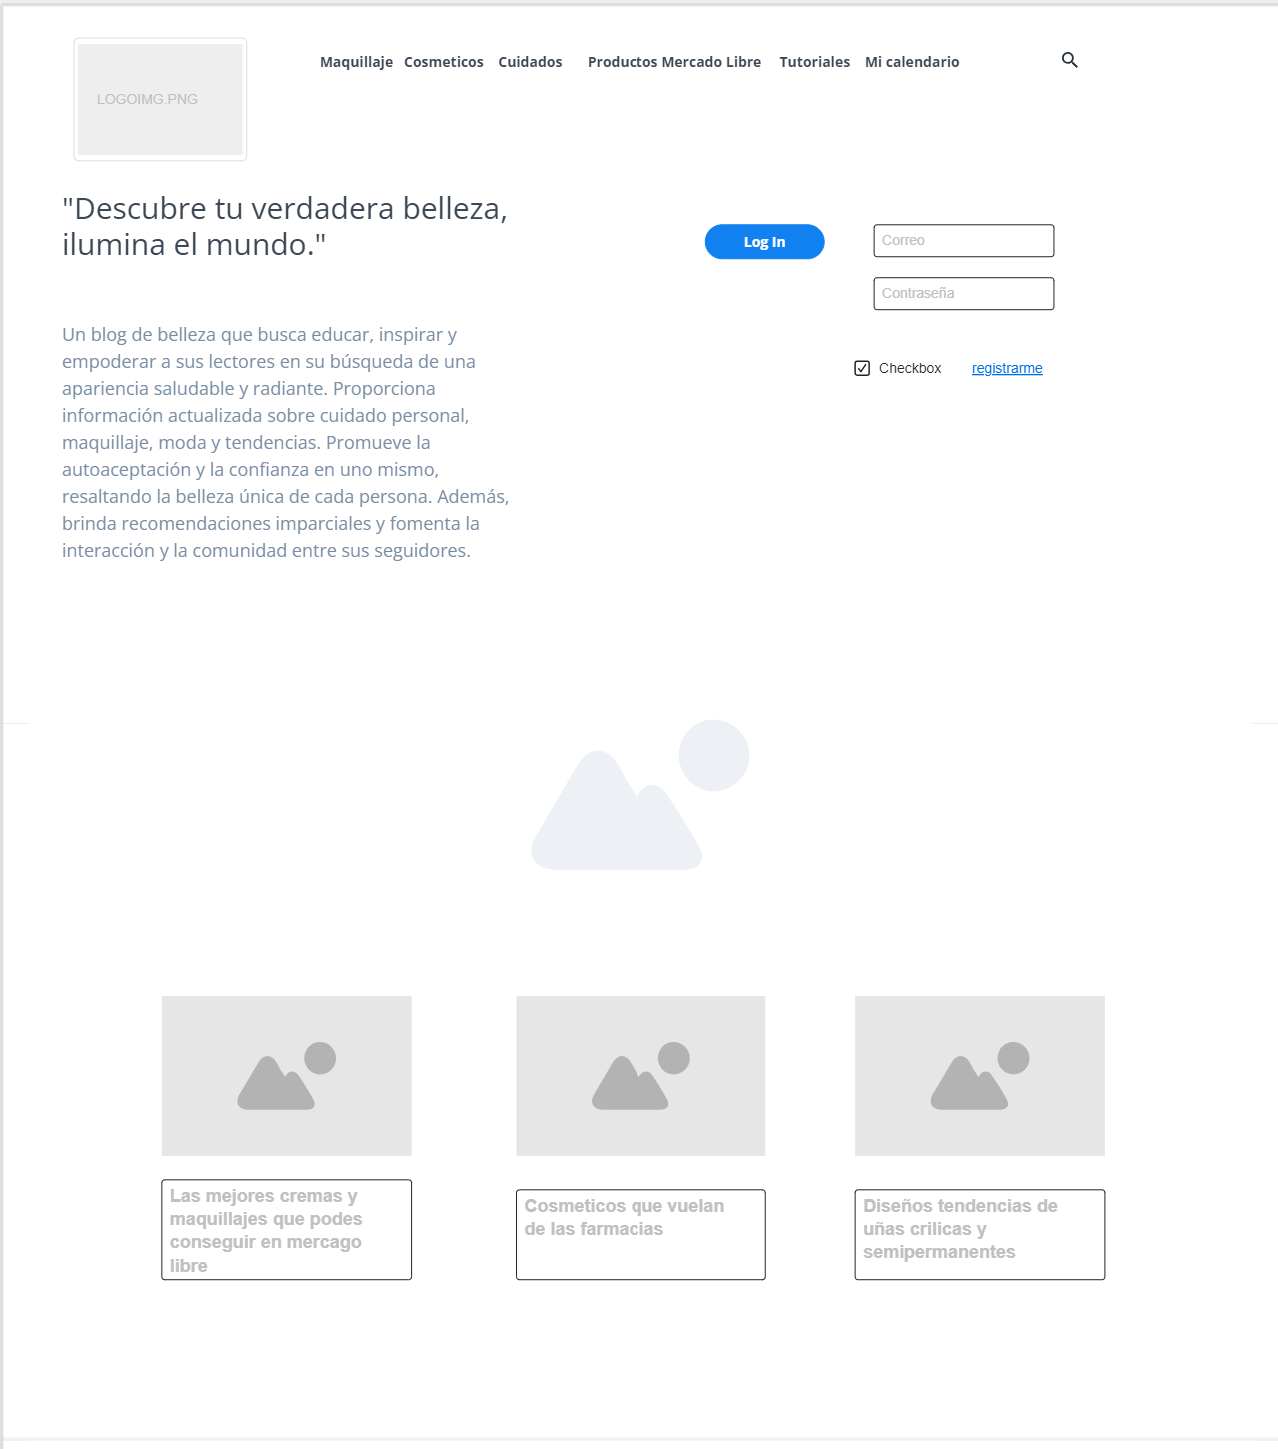 LOGOIMG.PNG
Maquillaje Cosmeticos Cuidados Productos Mercado Libre Tutoriales Mi calendario
"Descubre tu verdadera belleza,
ilumina el mundo."
Log In
Correo
Contraseña
Checkbox registrarme
Un blog de belleza que busca educar, inspirar y
empoderar a sus lectores en su búsqueda de una
apariencia saludable y radiante. Proporciona
información actualizada sobre cuidado personal,
maquillaje, moda y tendencias. Promueve la
autoaceptación y la confianza en uno mismo,
resaltando la belleza única de cada persona. Además,
brinda recomendaciones imparciales y fomenta la
interacción y la comunidad entre sus seguidores.
Las mejores cremas y
maquillajes que podes
conseguir en mercago
libre
Cosmeticos que vuelan
de las farmacias
Diseños tendencias de
uñas crilicas y
semipermanentes